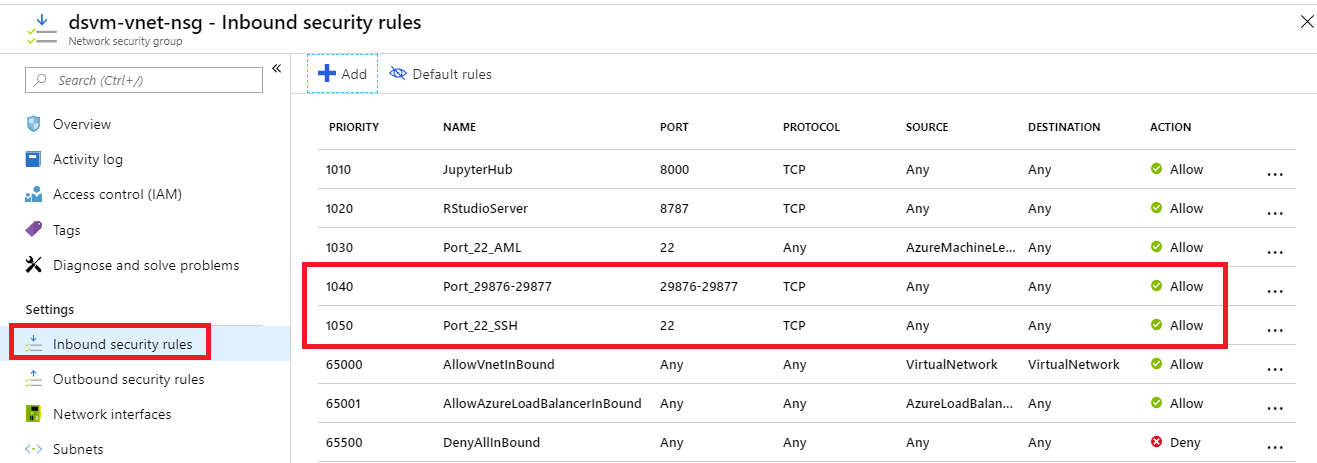 dsvm-vnet-nsg - Inbound security rules
Network security group
Search (Ctrl+/)
Overview
Activity log
Access control (IAM)
Tags
Diagnose and solve problems
Settings
Inbound security rules
Outbound security rules
Network interfaces
Subnets
Add Default rules
PRIORITY NAME PORT PROTOCOL SOURCE DESTINATION ACTION
1010 JupyterHub 8000 TCP Any Any Allow ...
1020 RStudioServer 8787 TCP Any Any Allow ...
1030 Port_22_AML 22 Any AzureMachineLe... Any Allow ...
1040 Port_29876-29877 29876-29877 TCP Any Any Allow ...
1050 Port_22_SSH 22 TCP Any Any Allow ...
65000 AllowVnetInBound Any Any VirtualNetwork VirtualNetwork Allow ...
65001 AllowAzureLoadBalancerInBound Any Any AzureLoadBalan... Any Allow ...
65500 DenyAllInBound Any Any Any Any Deny ...